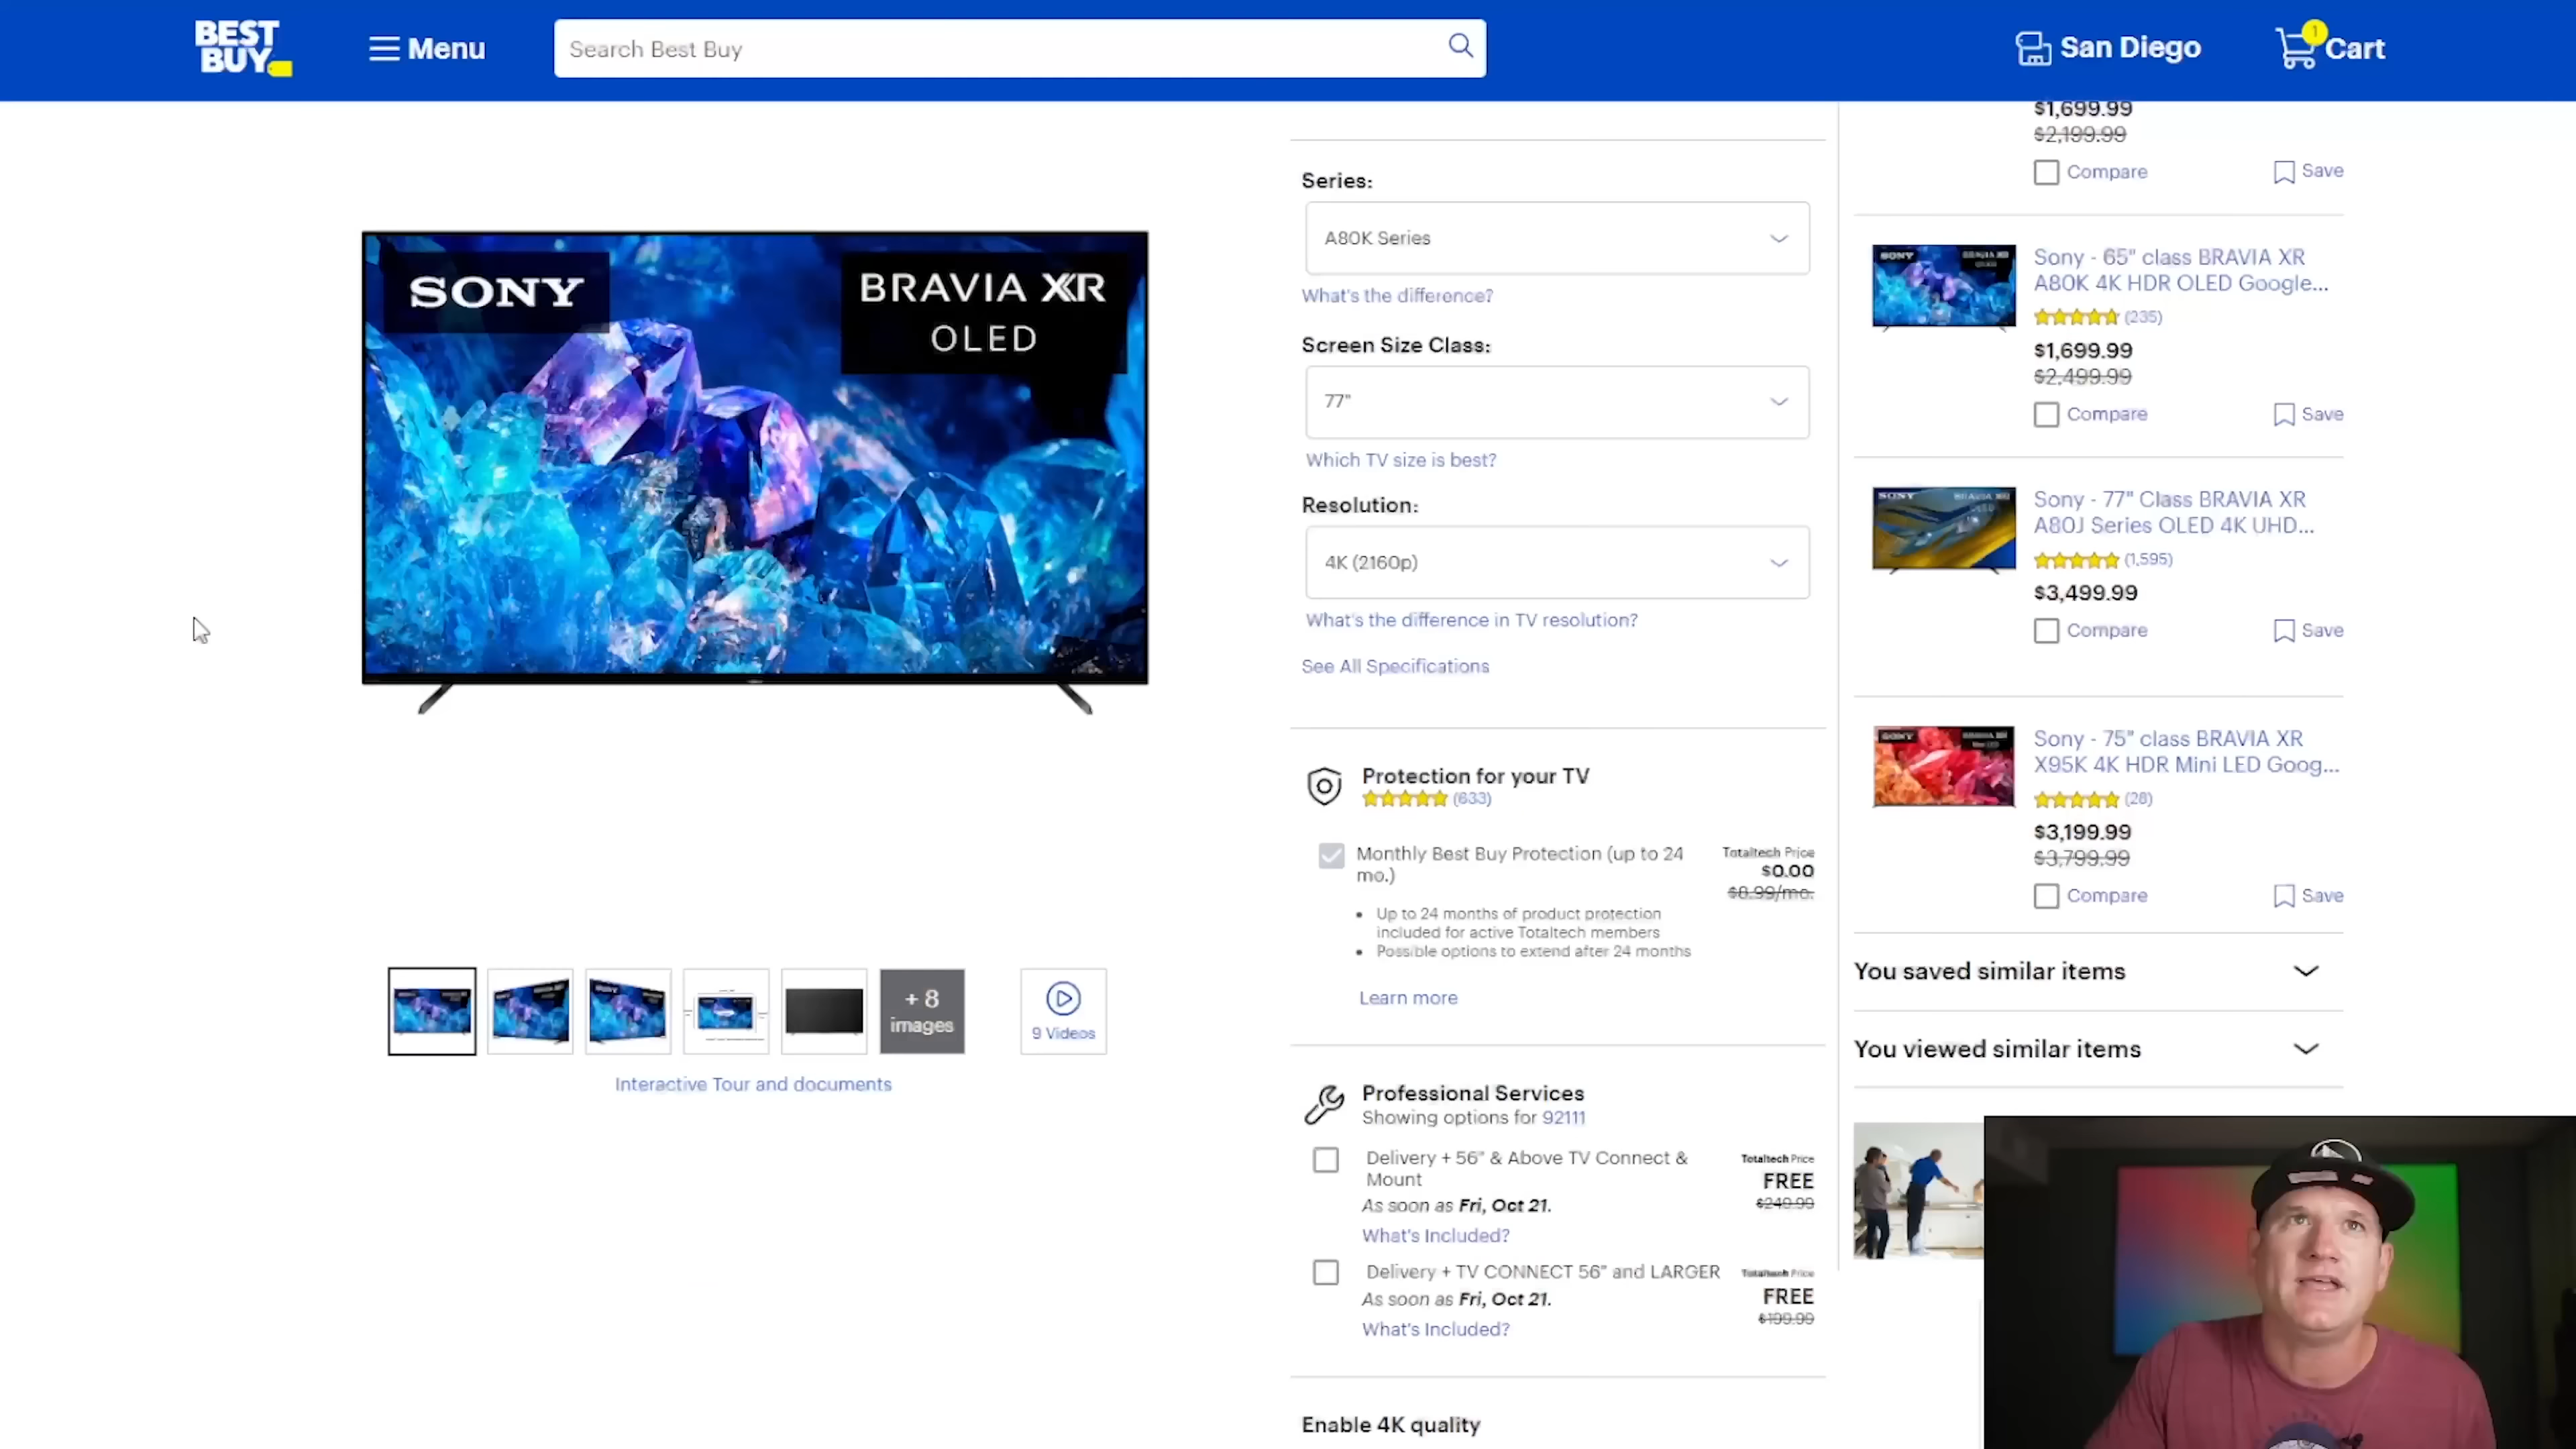 BEST
BUY
Menu
Search Best Buy
San Diego
1
Cart
SONY
BRAVIA XR
OLED
+ 8
images
9 Videos
Interactive Tour and documents
Series:
A80K Series
What's the difference?
Screen Size Class:
77"
Which TV size is best?
Resolution:
4K (2160p)
What's the difference in TV resolution?
See All Specifications
Protection for your TV
(633)
Monthly Best Buy Protection (up to 24
mo.)
Totaltech Price
$0.00
$8.99/mo.
• Up to 24 months of product protection
included for active Totaltech members
• Possible options to extend after 24 months
Learn more
Professional Services
Showing options for 92111
Delivery + 56" & Above TV Connect &
Mount
Totaltech Price
FREE
$249.99
As soon as Fri, Oct 21.
What's Included?
Delivery + TV CONNECT 56" and LARGER
Totaltech Price
FREE
$199.99
As soon as Fri, Oct 21.
What's Included?
Enable 4K quality
$1,699.99
$2,199.99
Compare
Save
SONY
Sony - 65" class BRAVIA XR
A80K 4K HDR OLED Google...
(235)
$1,699.99
$2,499.99
Compare
Save
SONY
Sony - 77" Class BRAVIA XR
A80J Series OLED 4K UHD...
(1,595)
$3,499.99
Compare
Save
SONY
Sony - 75" class BRAVIA XR
X95K 4K HDR Mini LED Goog...
(28)
$3,199.99
$3,799.99
Compare
Save
You saved similar items
You viewed similar items